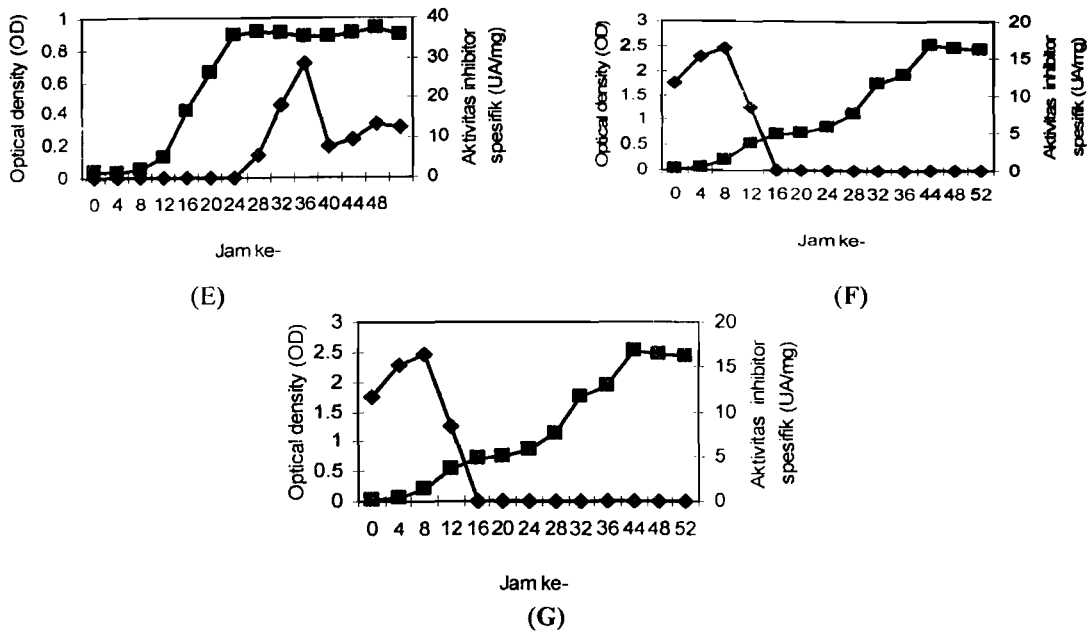 Optical density (OD)
1
0.8
0.6
0.4
0.2
0
40
30
20
10
0
Aktivitas inhibitor
spesifik (UA/mg)
0 4 8 12 16 20 24 28 32 36 40 44 48
Jam ke-
(E)
Optical density (OD)
3
2.5
2
1.5
1
0.5
0
20
15
10
5
0
Aktivitas inhibitor
spesifik (UA/mg)
0 4 8 12 16 20 24 28 32 36 44 48 52
Jam ke-
(F)
Optical density (OD)
3
2.5
2
1.5
1
0.5
0
20
15
10
5
0
Aktivitas inhibitor
spesifik (UA/mg)
0 4 8 12 16 20 24 28 32 36 44 48 52
Jam ke-
(G)